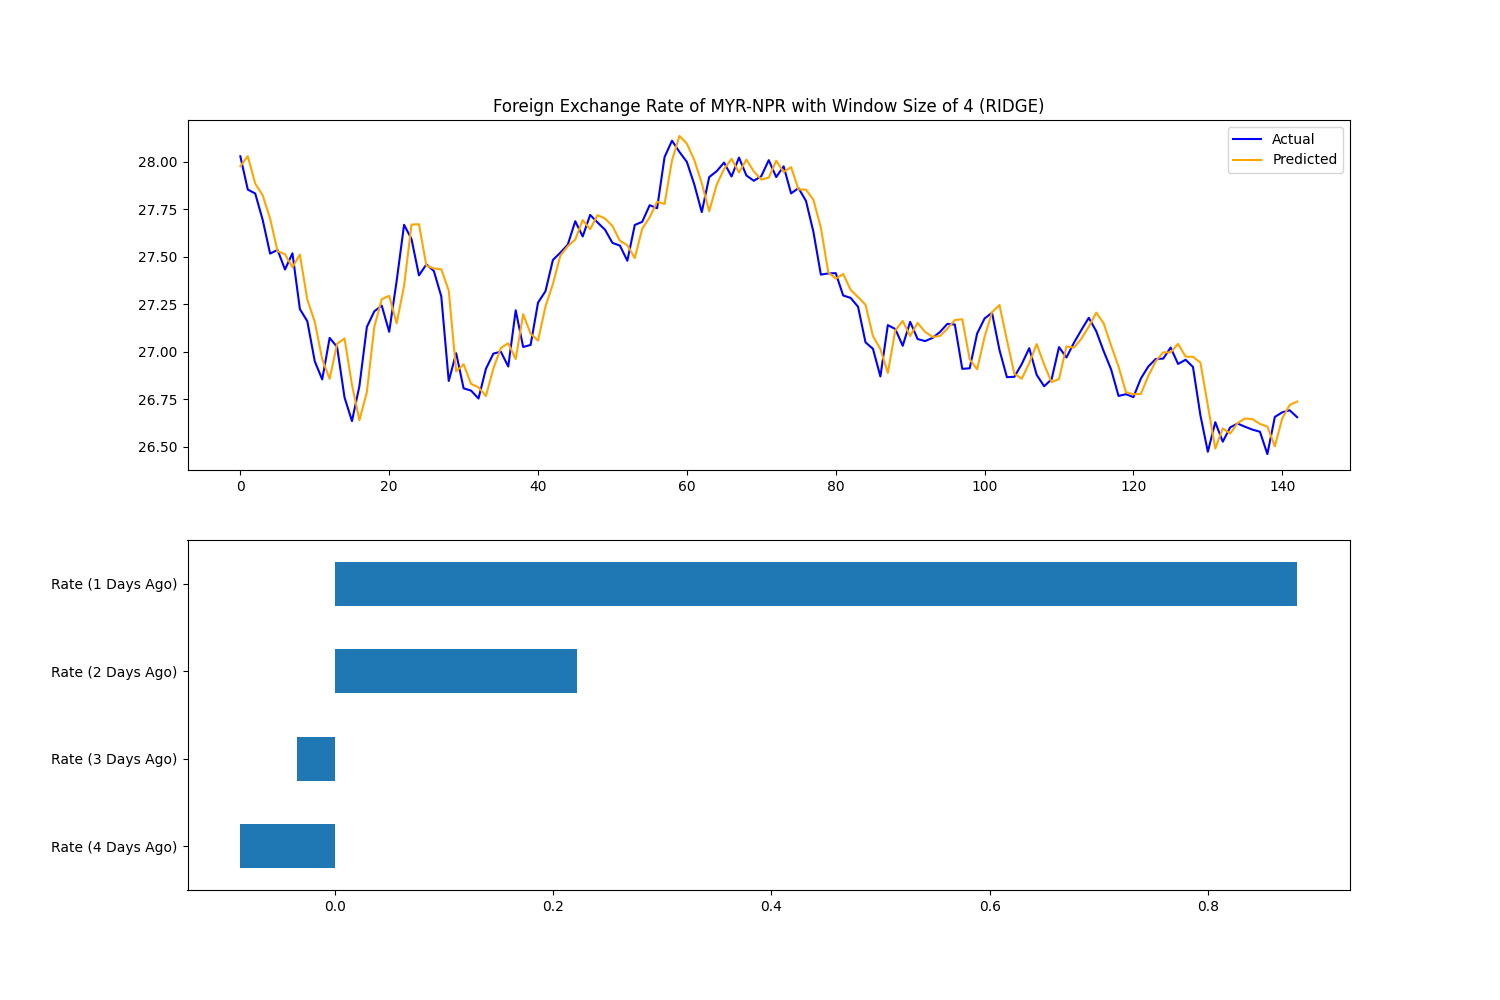 Foreign Exchange Rate of MYR-NPR with Window Size of 4 (RIDGE)
Actual
Predicted
28.00
27.75
27.50
27.25
27.00
26.75
26.50
0 20 40 60 80 100 120 140
Rate (1 Days Ago)
Rate (2 Days Ago)
Rate (3 Days Ago)
Rate (4 Days Ago)
0.0 0.2 0.4 0.6 0.8